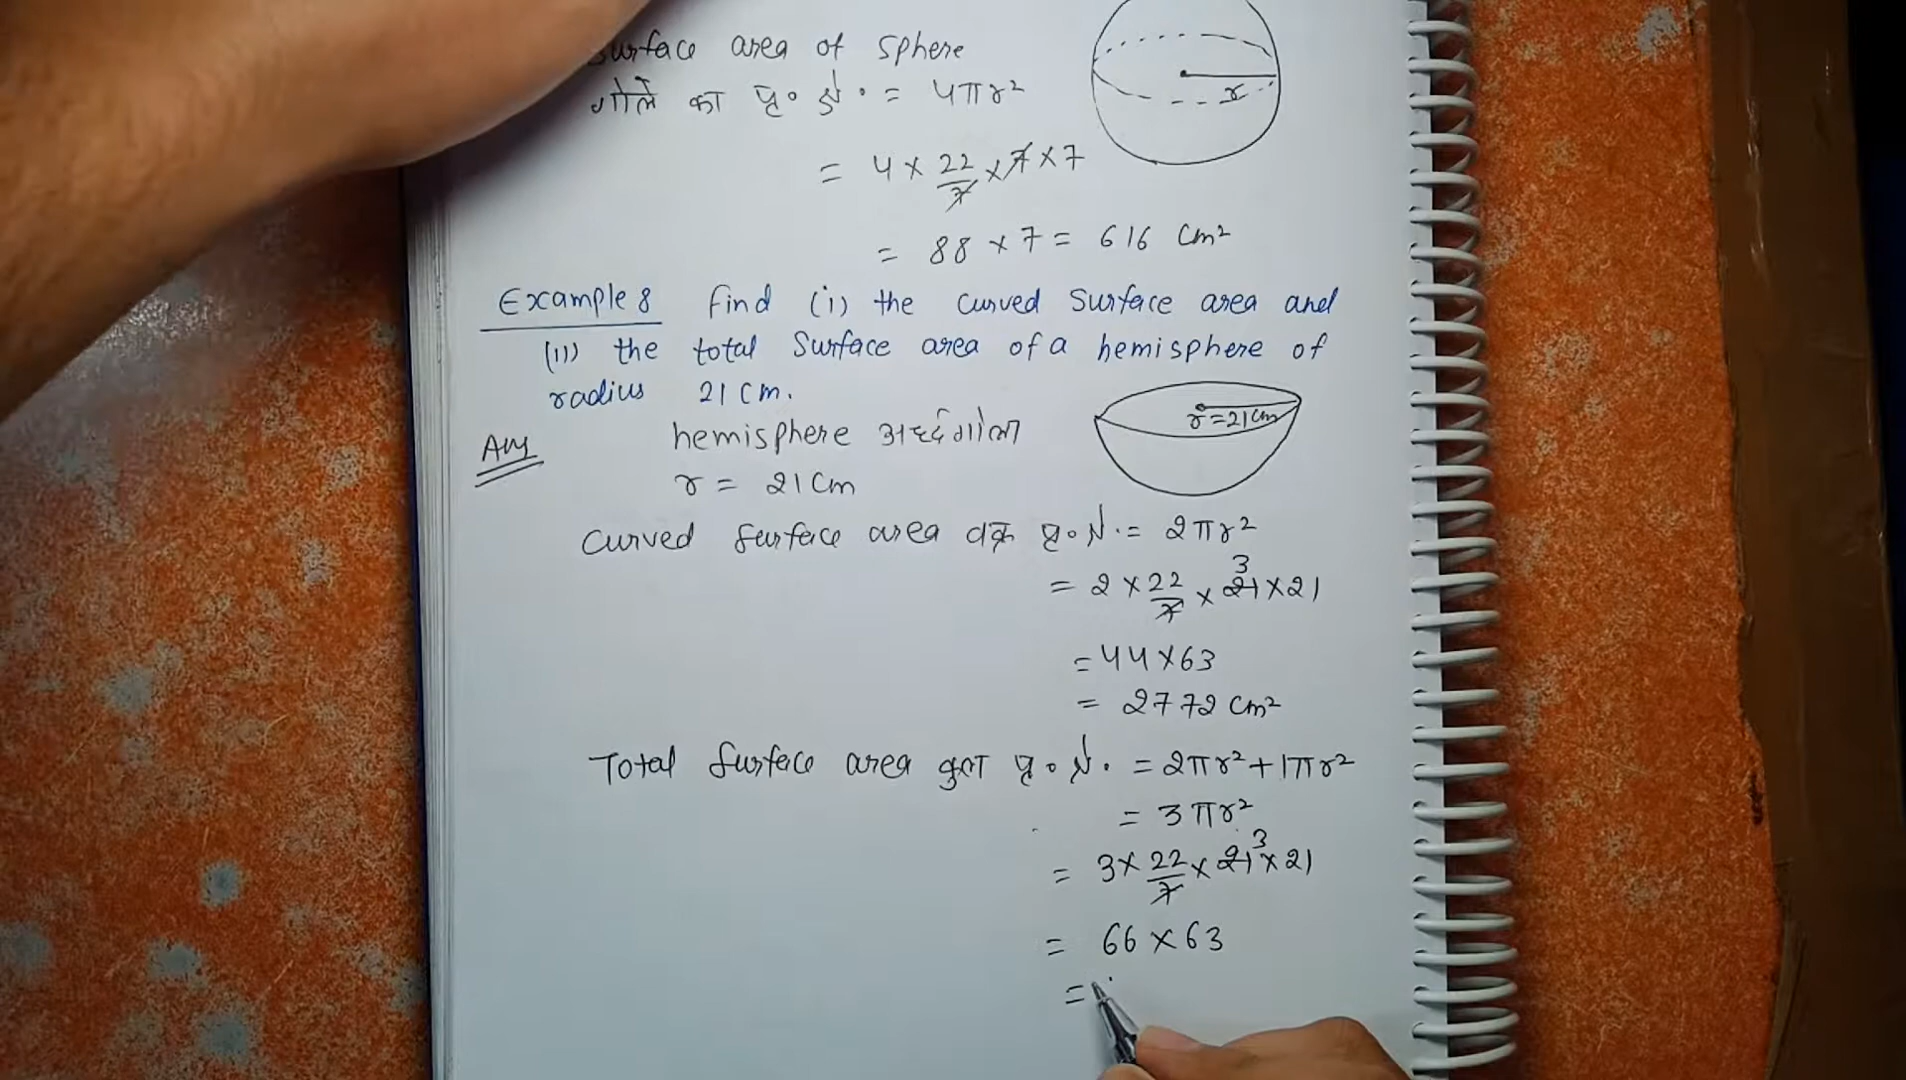 Surface area of sphere
गोले का पृ० क्षे० = 4πr² r
= 4 × 22/7 × 7 × 7
= 88 × 7 = 616 cm²
Example 8 Find (i) the curved surface area and
(ii) the total surface area of a hemisphere of
radius 21 cm.
r = 21 cm
Ans hemisphere अर्द्धगोला
r = 21 cm
Curved surface area वक्र पृ० क्षे० = 2πr²
3
= 2 × 22/7 × 21 × 21
= 44 × 63
= 2772 cm²
Total surface area कुल पृ० क्षे० = 2πr² + 1πr²
= 3πr²
3
= 3 × 22/7 × 21 × 21
= 66 × 63
=